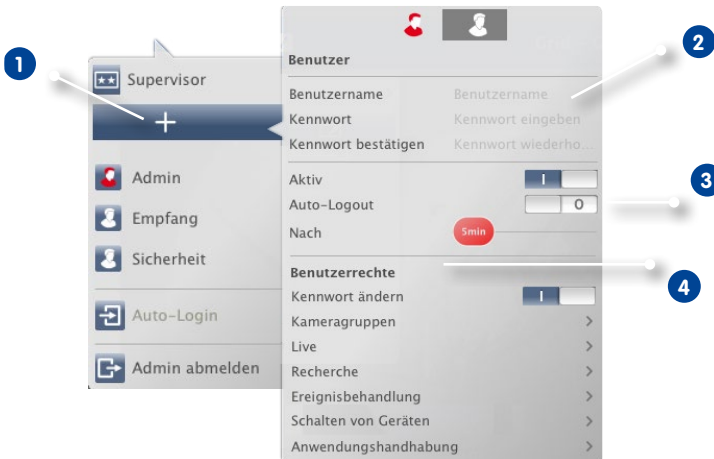 1
Supervisor
+
Admin
Empfang
Sicherheit
Auto-Login
Admin abmelden
Benutzer
Benutzername Benutzername
Kennwort Kennwort eingeben
Kennwort bestätigen Kennwort wiederho...
2
Aktiv I
Auto-Logout O
Nach 5min
3
Benutzerrechte
Kennwort ändern I
4
Kameragruppen >
Live >
Recherche >
Ereignisbehandlung >
Schalten von Geräten >
Anwendungshandhabung >